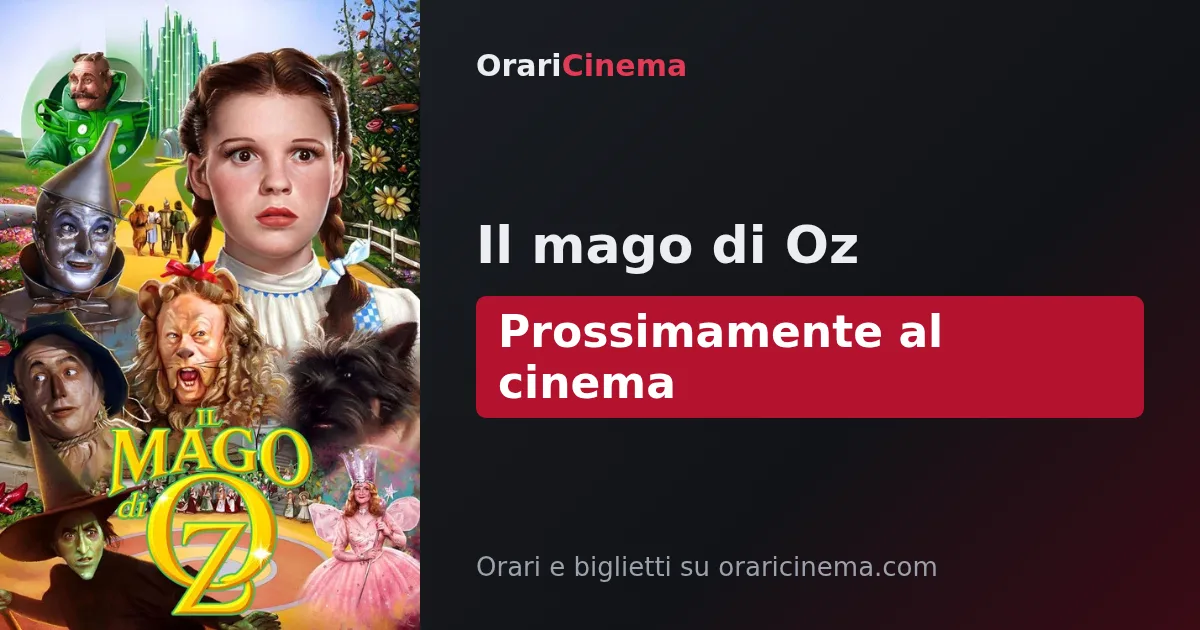 OrariCinema
Il mago di Oz
Prossimamente al
cinema
Orari e biglietti su oraricinema.com
IL
MAGO
di OZ